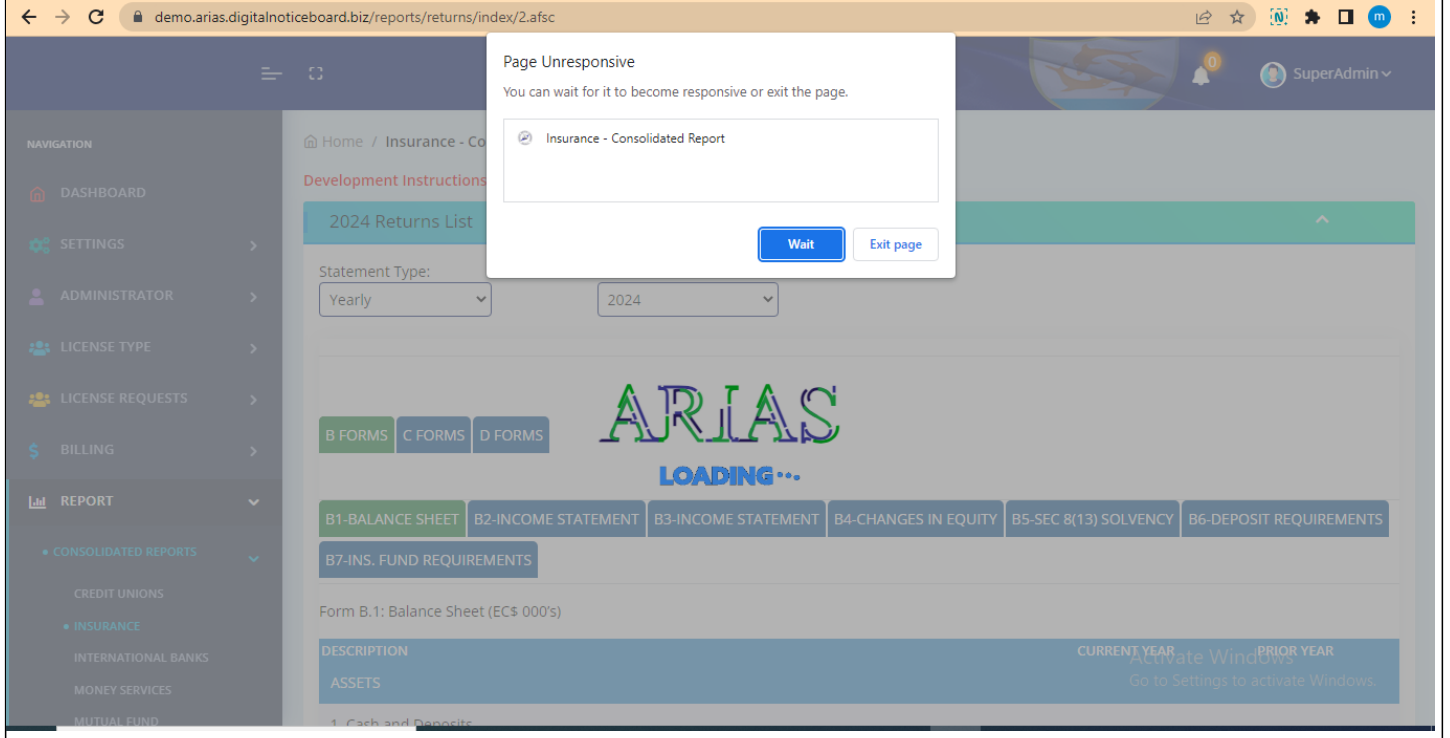 demo.arias.digitalnoticeboard.biz/reports/returns/index/2.afsc
[N]
m
Page Unresponsive
You can wait for it to become responsive or exit the page.
Insurance - Consolidated Report
Wait
Exit page
0
SuperAdmin
NAVIGATION
DASHBOARD
SETTINGS
ADMINISTRATOR
LICENSE TYPE
LICENSE REQUESTS
$ BILLING
REPORT
• CONSOLIDATED REPORTS
CREDIT UNIONS
• INSURANCE
INTERNATIONAL BANKS
MONEY SERVICES
MUTUAL FUND
Home / Insurance - Co
Development Instructions
2024 Returns List
Statement Type:
Yearly
2024
ARIAS
LOADING...
B FORMS
C FORMS
D FORMS
B1-BALANCE SHEET
B2-INCOME STATEMENT
B3-INCOME STATEMENT
B4-CHANGES IN EQUITY
B5-SEC 8(13) SOLVENCY
B6-DEPOSIT REQUIREMENTS
B7-INS. FUND REQUIREMENTS
Form B.1: Balance Sheet (EC$ 000's)
DESCRIPTION CURRENT YEAR PRIOR YEAR
ASSETS
1. Cash and Deposits
Activate Windows
Go to Settings to activate Windows.